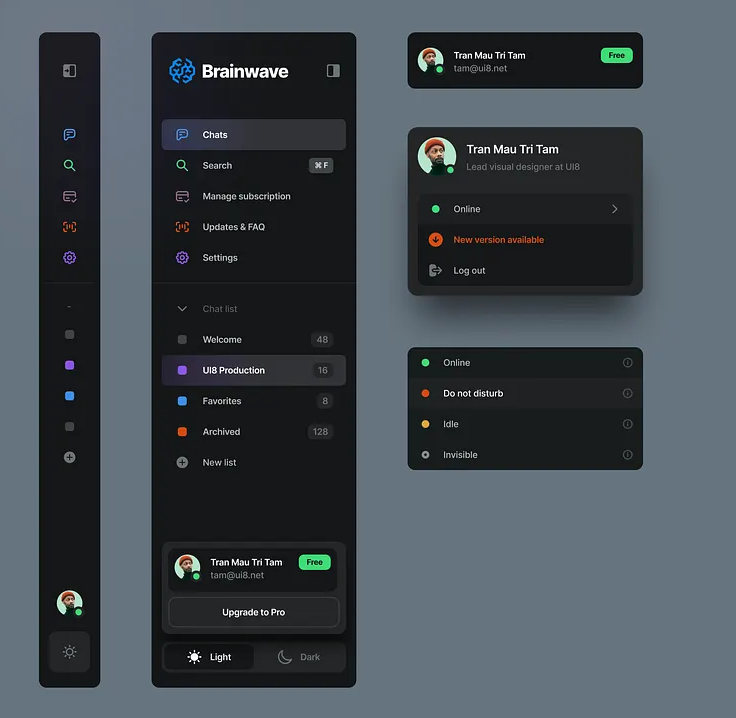 Brainwave
Chats
Search
⌘ F
Manage subscription
Updates & FAQ
Settings
Chat list
Welcome
48
UI8 Production
16
Favorites
8
Archived
128
New list
Tran Mau Tri Tam
Free
tam@ui8.net
Upgrade to Pro
Light
Dark
Tran Mau Tri Tam
Free
tam@ui8.net
Tran Mau Tri Tam
Lead visual designer at UI8
Online
New version available
Log out
Online
Do not disturb
Idle
Invisible